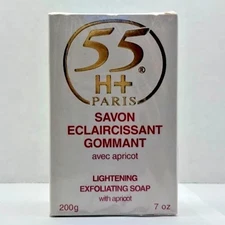 55
H+®
PARIS
SAVON
ECLAIRCISSANT
GOMMANT
avec apricot
LIGHTENING
EXFOLIATING SOAP
with apricot
200g 7 oz